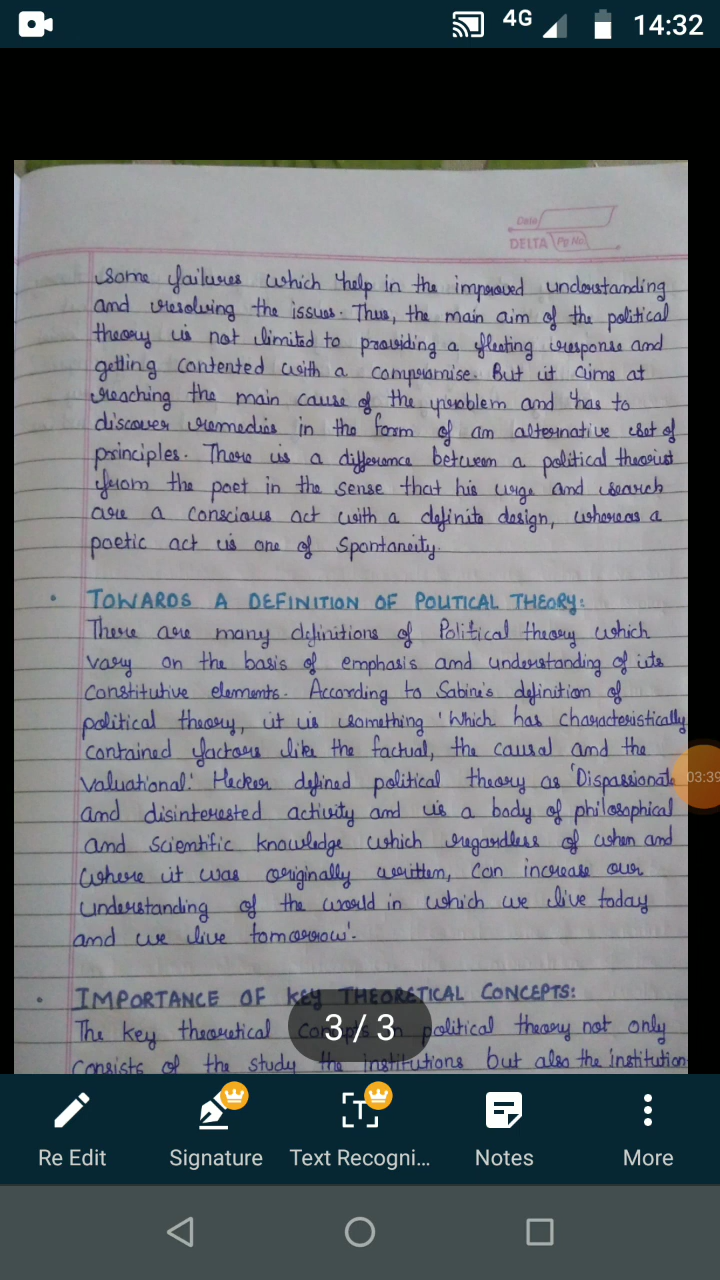 14:32
4G
Date
DELTA Pg No.
some failures which help in the improved understanding
and resolving the issues. Thus, the main aim of the political
theory is not limited to providing a fleeting response and
getting contented with a compromise. But it aims at
reaching the main cause of the problem and has to
discover remedies in the form of an alternative set of
principles. There is a difference between a political theorist
from the poet in the sense that his urge and search
are a conscious act with a definite design, whereas a
poetic act is one of Spontaneity.
• TOWARDS A DEFINITION OF POLITICAL THEORY:
There are many definitions of Political theory which
vary on the basis of emphasis and understanding of its
Constitutive elements. According to Sabine's definition of
political theory, it is something 'Which has characteristically
contained factors like the factual, the causal and the
valuational.' Hecker defined political theory as 'Dispassionate
and disinterested activity and is a body of philosophical
and scientific knowledge which regardless of when and
where it was originally written, can increase our
understanding of the world in which we live today
and we live tomorrow'.
• IMPORTANCE OF KEY THEORETICAL CONCEPTS:
The key theoretical in political theory not only
Consists of the study the institutions but also the institution
03:39
3 / 3
Re Edit
Signature
Text Recogni...
Notes
More